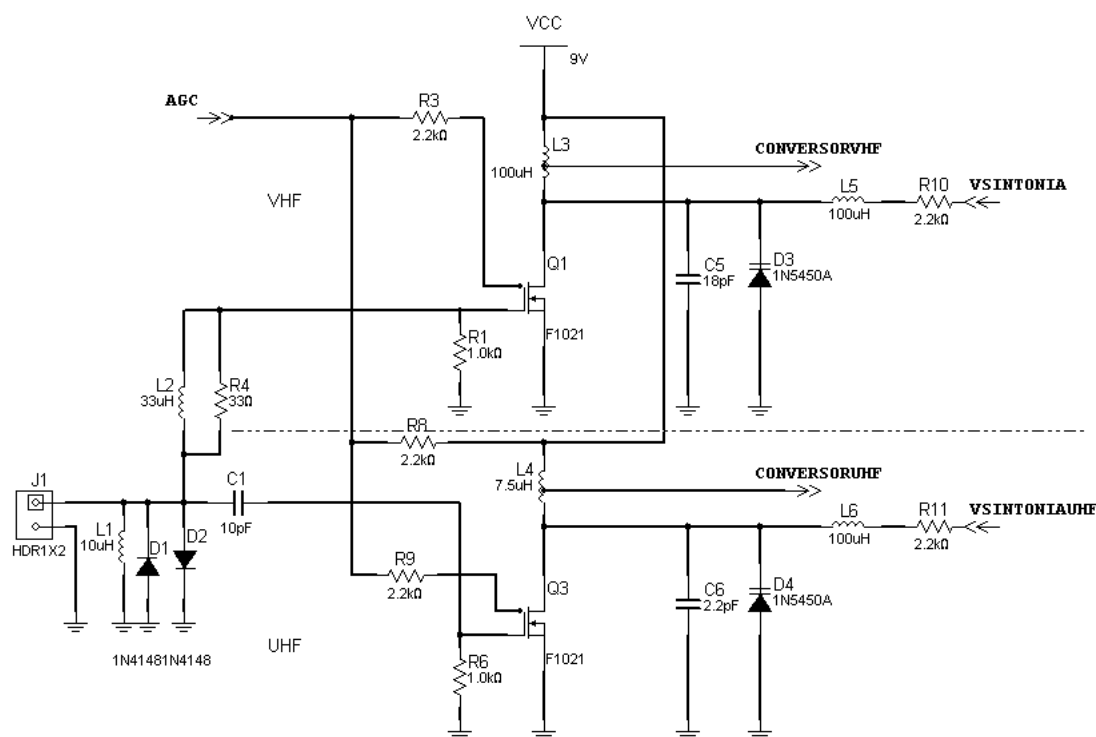 VCC
9V
AGC
R3
2.2kΩ
L3
100uH
CONVERSORVHF
VHF
L5
100uH
R10
2.2kΩ
VSINTONIA
Q1
C5
18pF
D3
1N5450A
R1
1.0kΩ
F1021
L2
33uH
R4
33Ω
R8
2.2kΩ
L4
7.5uH
CONVERSORUHF
J1
HDR1X2
C1
10pF
L1
10uH
D1
D2
L6
100uH
R11
2.2kΩ
VSINTONIAUHF
R9
2.2kΩ
Q3
C6
2.2pF
D4
1N5450A
1N41481N4148
UHF
R6
1.0kΩ
F1021